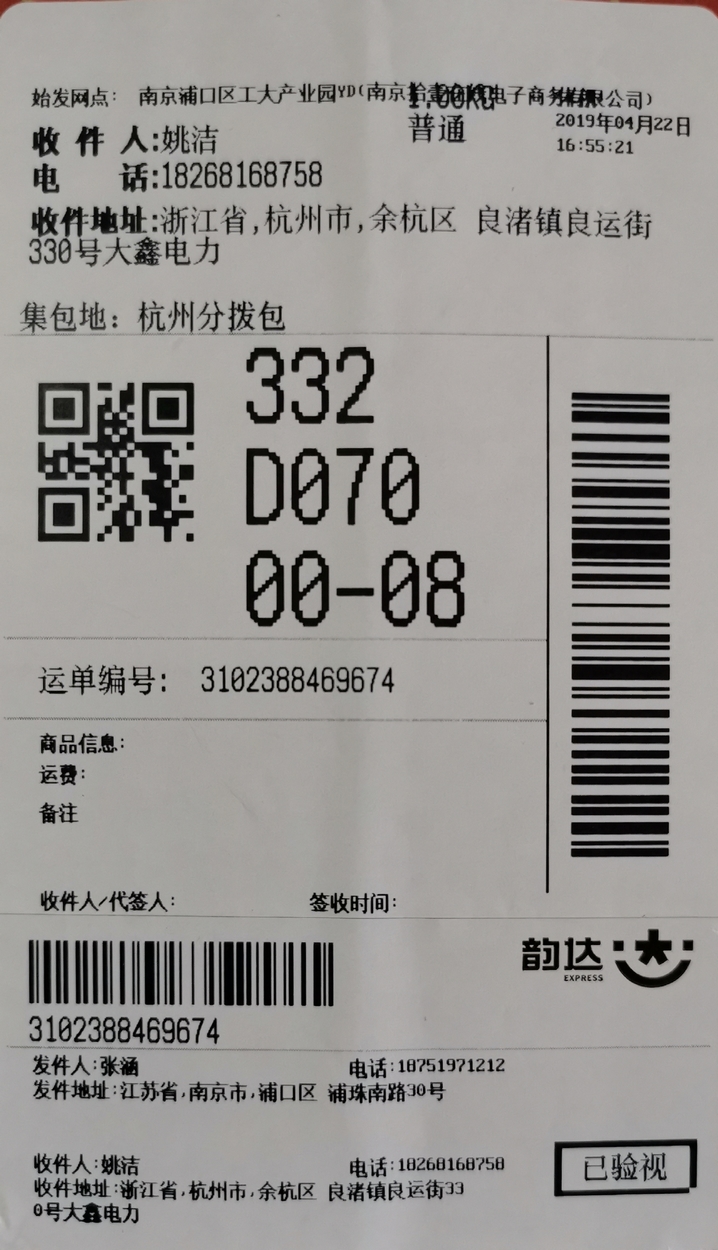 始发网点: 南京浦口区工大产业园YD(南京拾 电子商务有限公司)
1.00KG
普通
2019年04月22日
16:55:21
收 件 人:姚洁
电 话:18268168758
收件地址:浙江省,杭州市,余杭区 良渚镇良运街
330号大鑫电力
集包地: 杭州分拨包
332
D070
00-08
运单编号: 3102388469674
商品信息:
运费:
备注
收件人/代签人: 签收时间:
韵达
EXPRESS
3102388469674
发件人:张涵 电话:18751971212
发件地址:江苏省,南京市,浦口区 浦珠南路30号
收件人:姚洁 电话:18268168758
收件地址:浙江省,杭州市,余杭区 良渚镇良运街33
0号大鑫电力
已验视